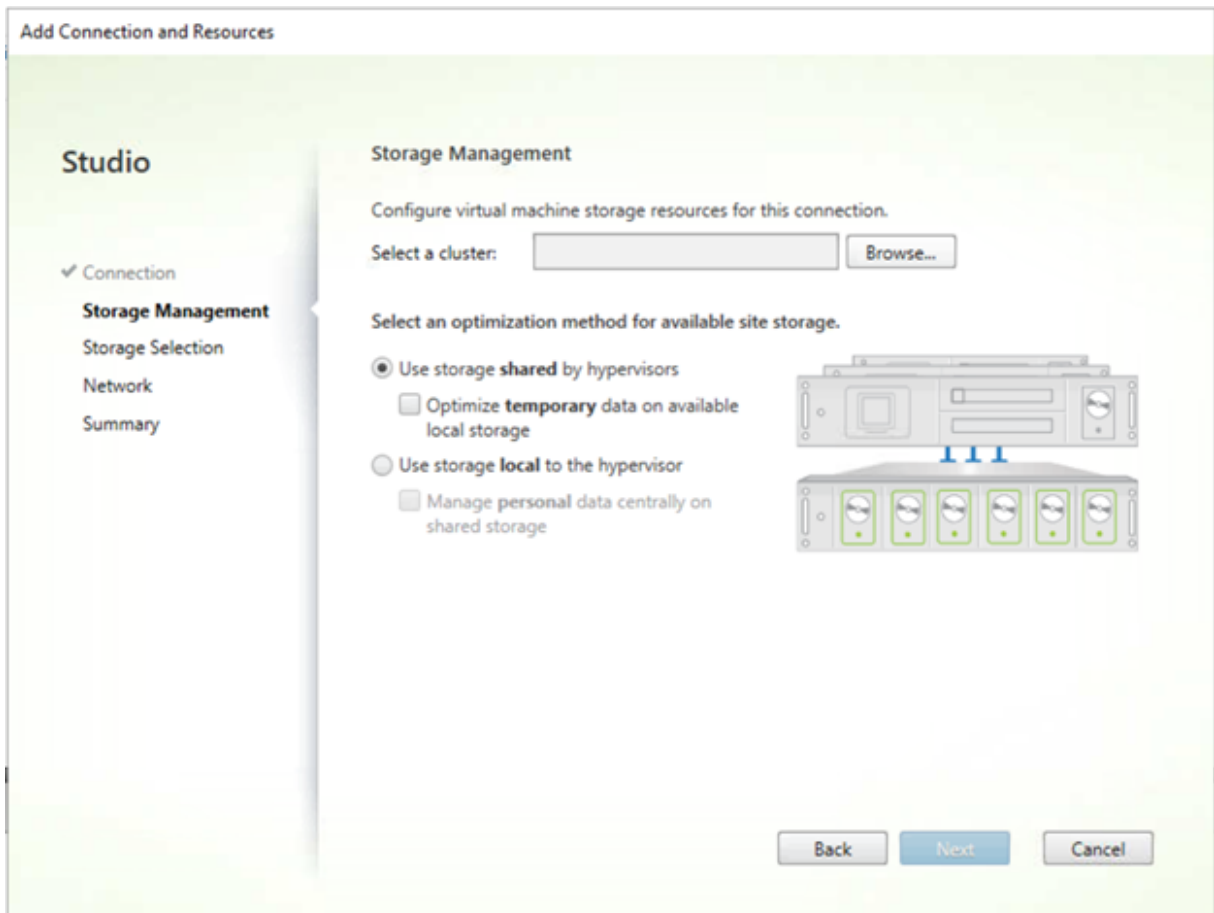 Add Connection and Resources
Studio
✔ Connection
Storage Management
Storage Selection
Network
Summary
Storage Management
Configure virtual machine storage resources for this connection.
Select a cluster:
Browse...
Select an optimization method for available site storage.
Use storage shared by hypervisors
Optimize temporary data on available
local storage
Use storage local to the hypervisor
Manage personal data centrally on
shared storage
Back
Next
Cancel